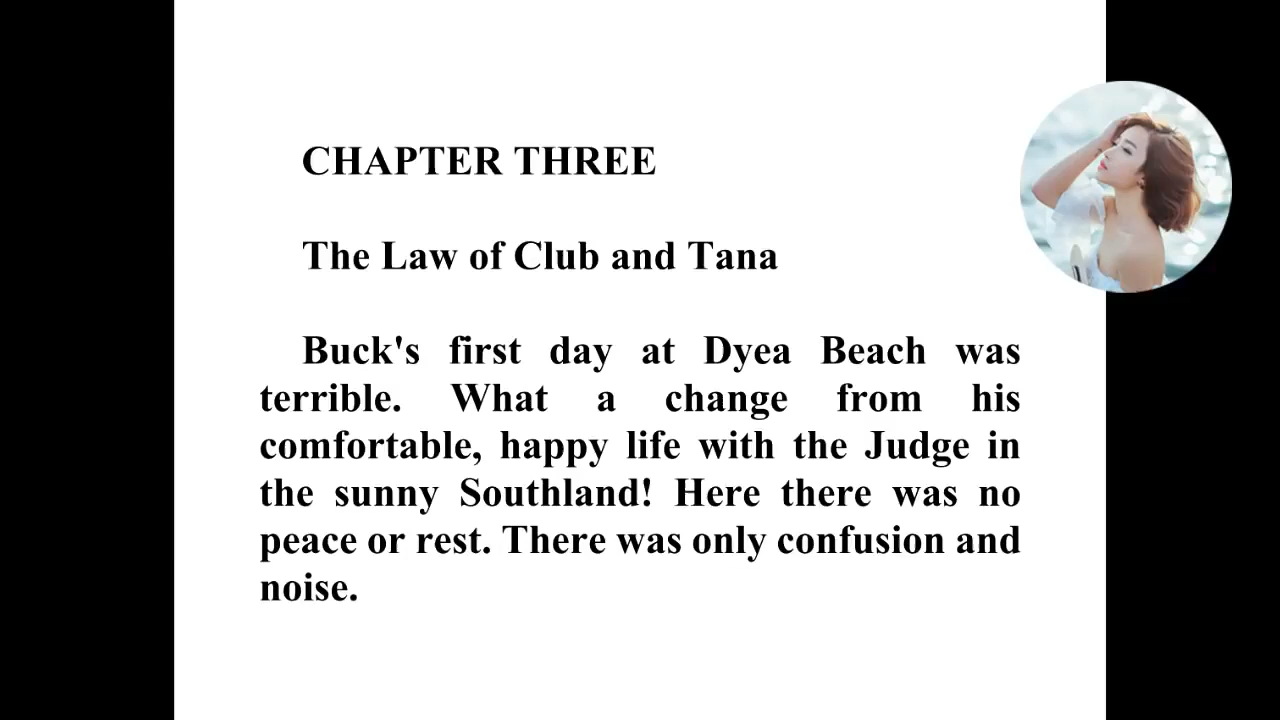 CHAPTER THREE
The Law of Club and Tana
Buck's first day at Dyea Beach was
terrible. What a change from his
comfortable, happy life with the Judge in
the sunny Southland! Here there was no
peace or rest. There was only confusion and
noise.